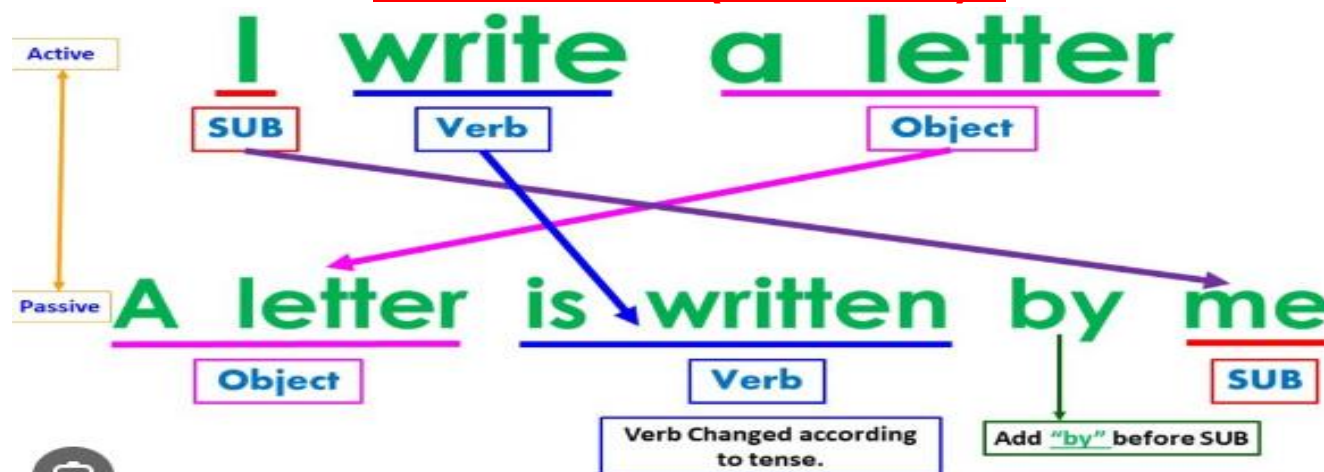 Active
I write a letter
SUB Verb Object
Passive
A letter is written by me
Object Verb SUB
Verb Changed according
to tense.
Add "by" before SUB